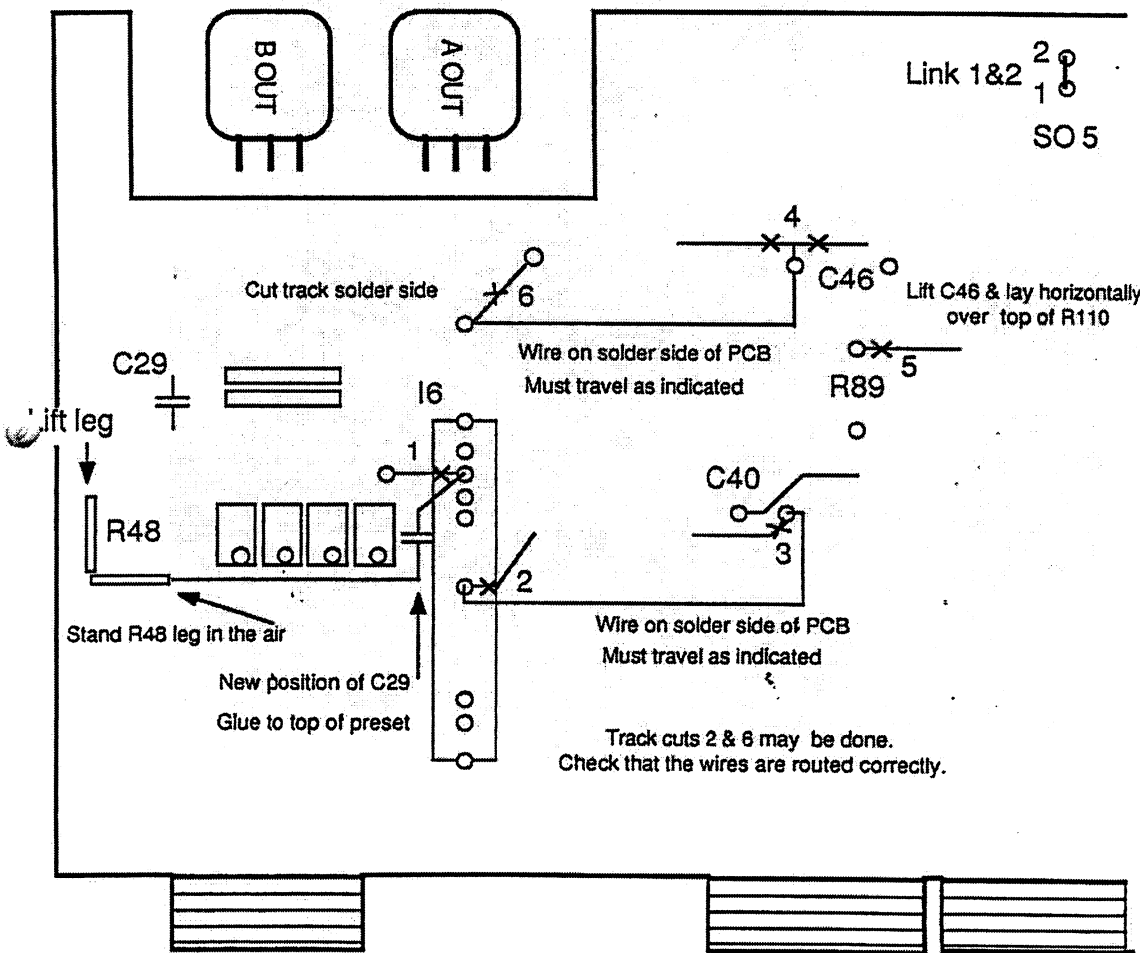 B OUT
A OUT
Link 1&2
2
1
SO 5
4
C46
Cut track solder side
6
Lift C46 & lay horizontally
over top of R110
Wire on solder side of PCB
Must travel as indicated
5
R89
C29
I6
leg
1
C40
R48
3
2
Stand R48 leg in the air
Wire on solder side of PCB
Must travel as indicated
New position of C29
Glue to top of preset
Track cuts 2 & 6 may be done.
Check that the wires are routed correctly.